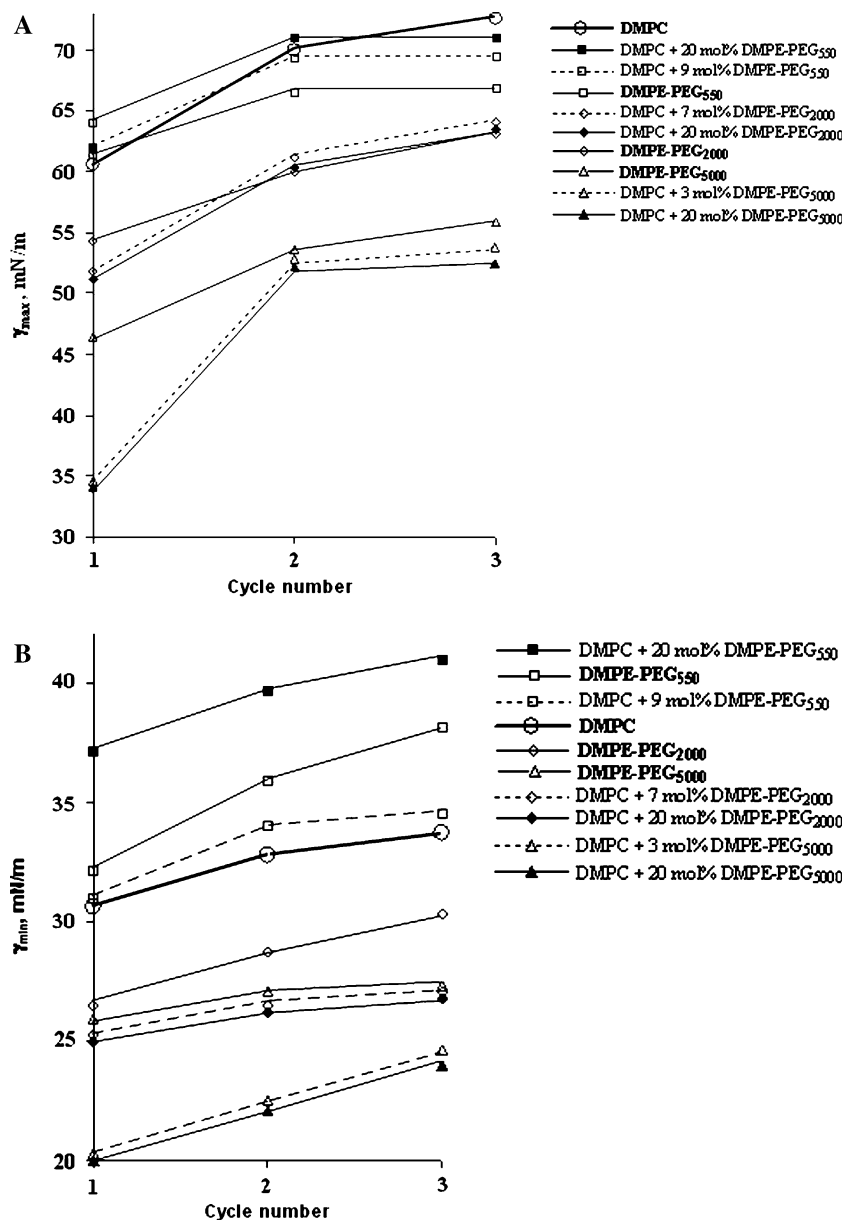 A
γmax, mN/m
70
65
60
55
50
45
40
35
30
1 2 3
Cycle number
DMPC
DMPC + 20 mol% DMPE-PEG550
DMPC + 9 mol% DMPE-PEG550
DMPE-PEG550
DMPC + 7 mol% DMPE-PEG2000
DMPC + 20 mol% DMPE-PEG2000
DMPE-PEG2000
DMPE-PEG5000
DMPC + 3 mol% DMPE-PEG5000
DMPC + 20 mol% DMPE-PEG5000
B
γmin, mN/m
40
35
30
25
20
1 2 3
Cycle number
DMPC + 20 mol% DMPE-PEG550
DMPE-PEG550
DMPC + 9 mol% DMPE-PEG550
DMPC
DMPE-PEG2000
DMPE-PEG5000
DMPC + 7 mol% DMPE-PEG2000
DMPC + 20 mol% DMPE-PEG2000
DMPC + 3 mol% DMPE-PEG5000
DMPC + 20 mol% DMPE-PEG5000